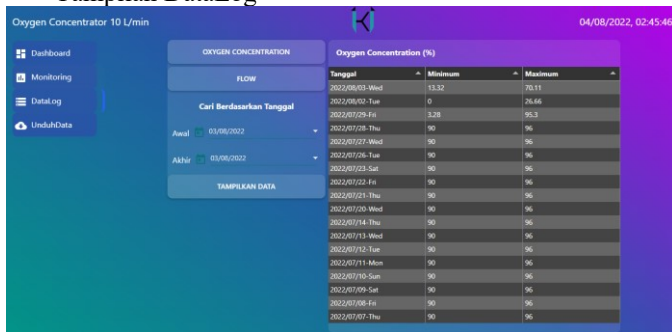 Tampilan DataLog
Oxygen Concentrator 10 L/min
04/08/2022, 02:45:46
Dashboard
Monitoring
DataLog
UnduhData
OXYGEN CONCENTRATION
FLOW
Cari Berdasarkan Tanggal
Awal 03/08/2022
Akhir 03/08/2022
TAMPILKAN DATA
Oxygen Concentration (%)
Tanggal Minimum Maximum
2022/08/03-Wed 13.32 70.11
2022/08/02-Tue 0 26.66
2022/07/29-Fri 3.28 95.3
2022/07/28-Thu 90 96
2022/07/27-Wed 90 96
2022/07/26-Tue 90 96
2022/07/23-Sat 90 96
2022/07/22-Fri 90 96
2022/07/21-Thu 90 96
2022/07/20-Wed 90 96
2022/07/14-Thu 90 96
2022/07/13-Wed 90 96
2022/07/12-Tue 90 96
2022/07/11-Mon 90 96
2022/07/10-Sun 90 96
2022/07/09-Sat 90 96
2022/07/08-Fri 90 96
2022/07/07-Thu 90 96